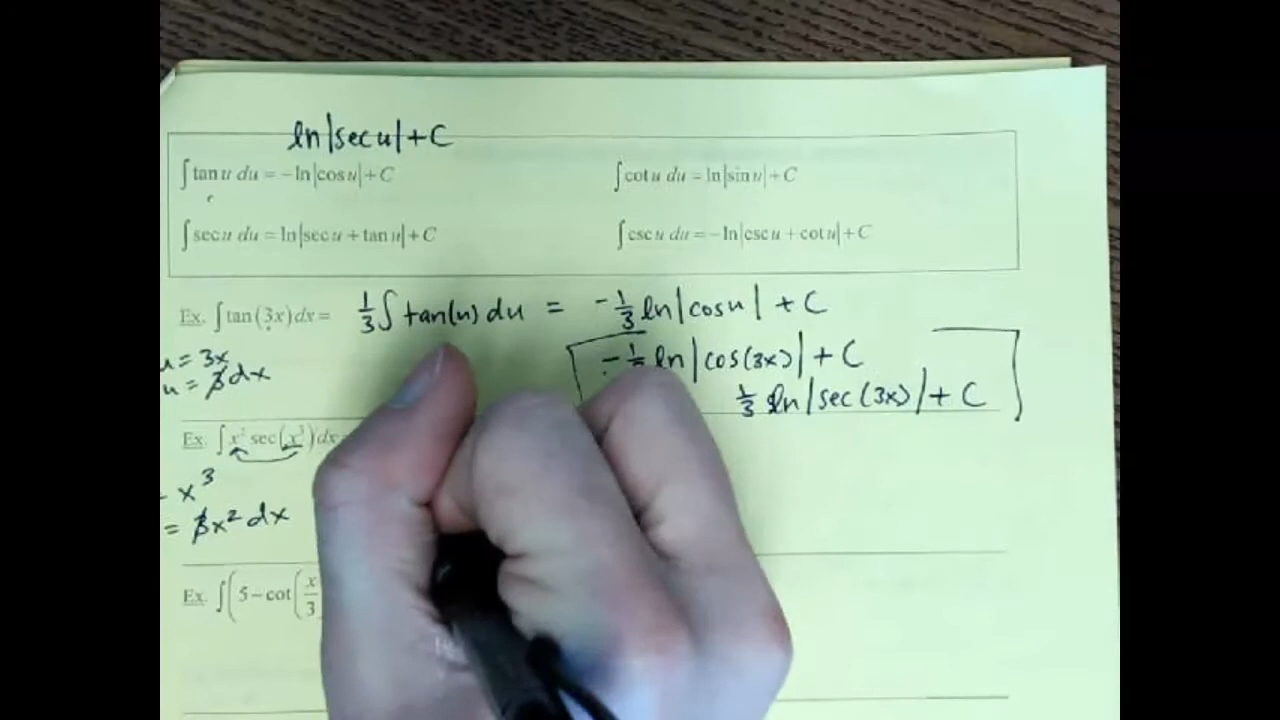 ln|sec u| + C
∫ tan u du = −ln|cos u| + C
∫ cot u du = ln|sin u| + C
∫ sec u du = ln|sec u + tan u| + C
∫ csc u du = −ln|csc u + cot u| + C
Ex. ∫ tan(3x) dx = 1/3 ∫ tan(u) du = -1/3 ln|cos u| + C
u = 3x
u = 3dx
ln|cos(3x)| + C
1/3 ln|sec(3x)| + C
Ex. ∫ x² sec(x³) dx
x³
= 3x² dx
Ex. ∫(5 − cot(x/3